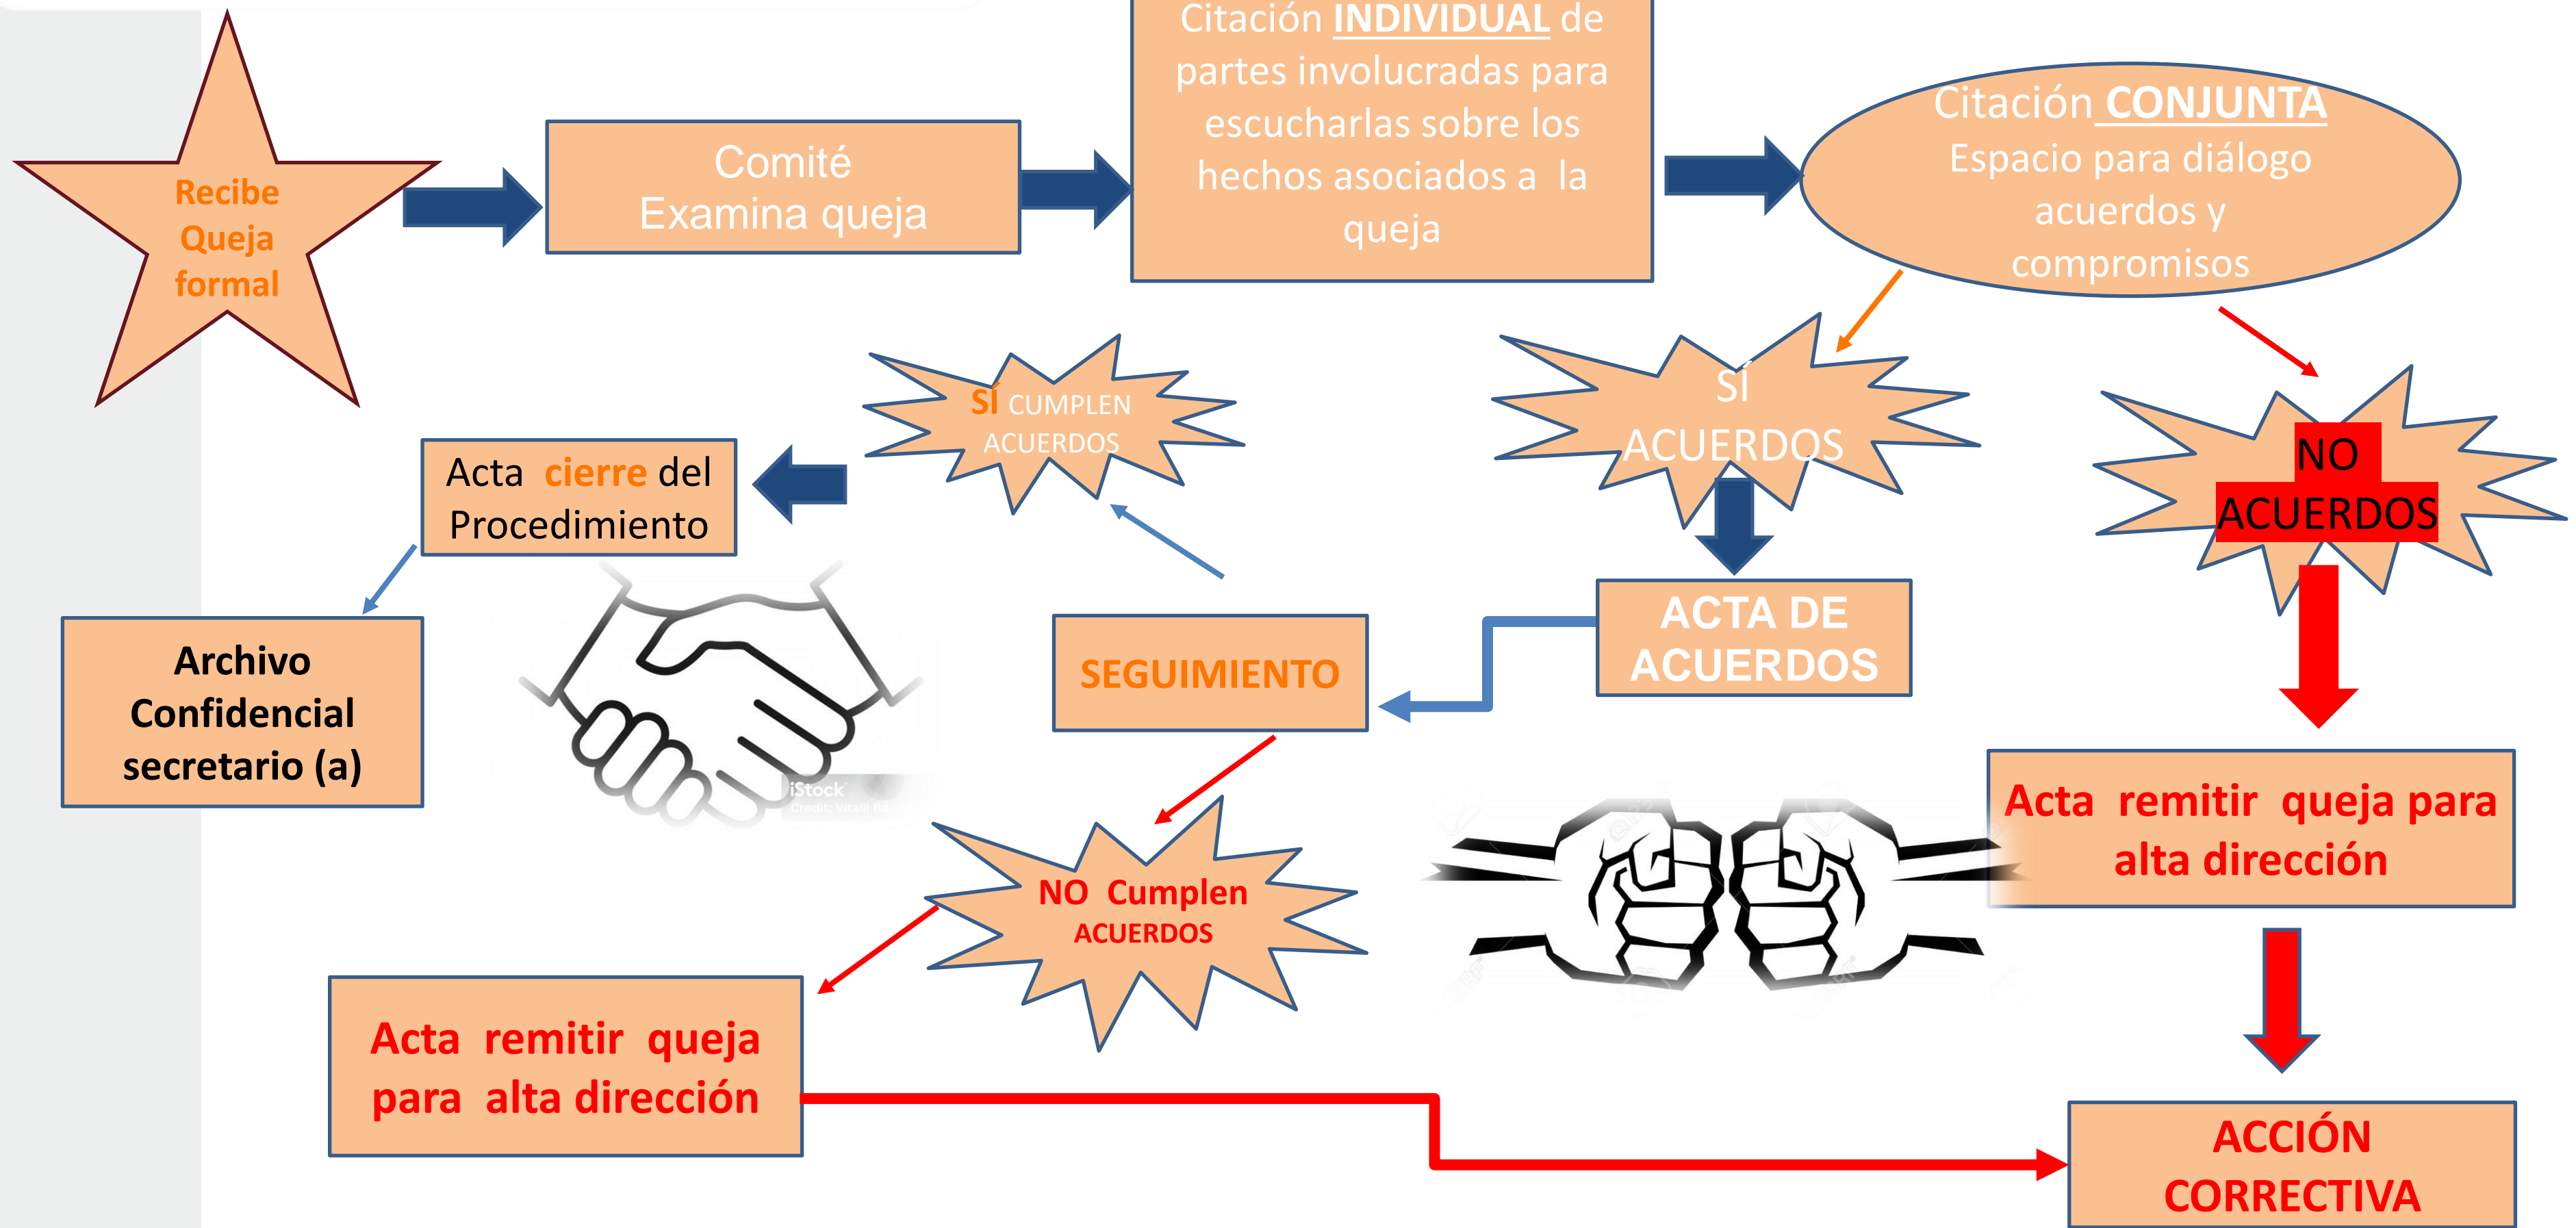 Recibe
Queja
formal
Comité
Examina queja
Citación INDIVIDUAL de
partes involucradas para
escucharlas sobre los
hechos asociados a la
queja
Citación CONJUNTA
Espacio para diálogo
acuerdos y
compromisos
SÍ CUMPLEN
ACUERDOS
SÍ
ACUERDOS
NO
ACUERDOS
Acta cierre del
Procedimiento
ACTA DE
ACUERDOS
SEGUIMIENTO
Archivo
Confidencial
secretario (a)
iStock
Credit: Vitalii
NO Cumplen
ACUERDOS
Acta remitir queja para
alta dirección
Acta remitir queja
para alta dirección
ACCIÓN
CORRECTIVA